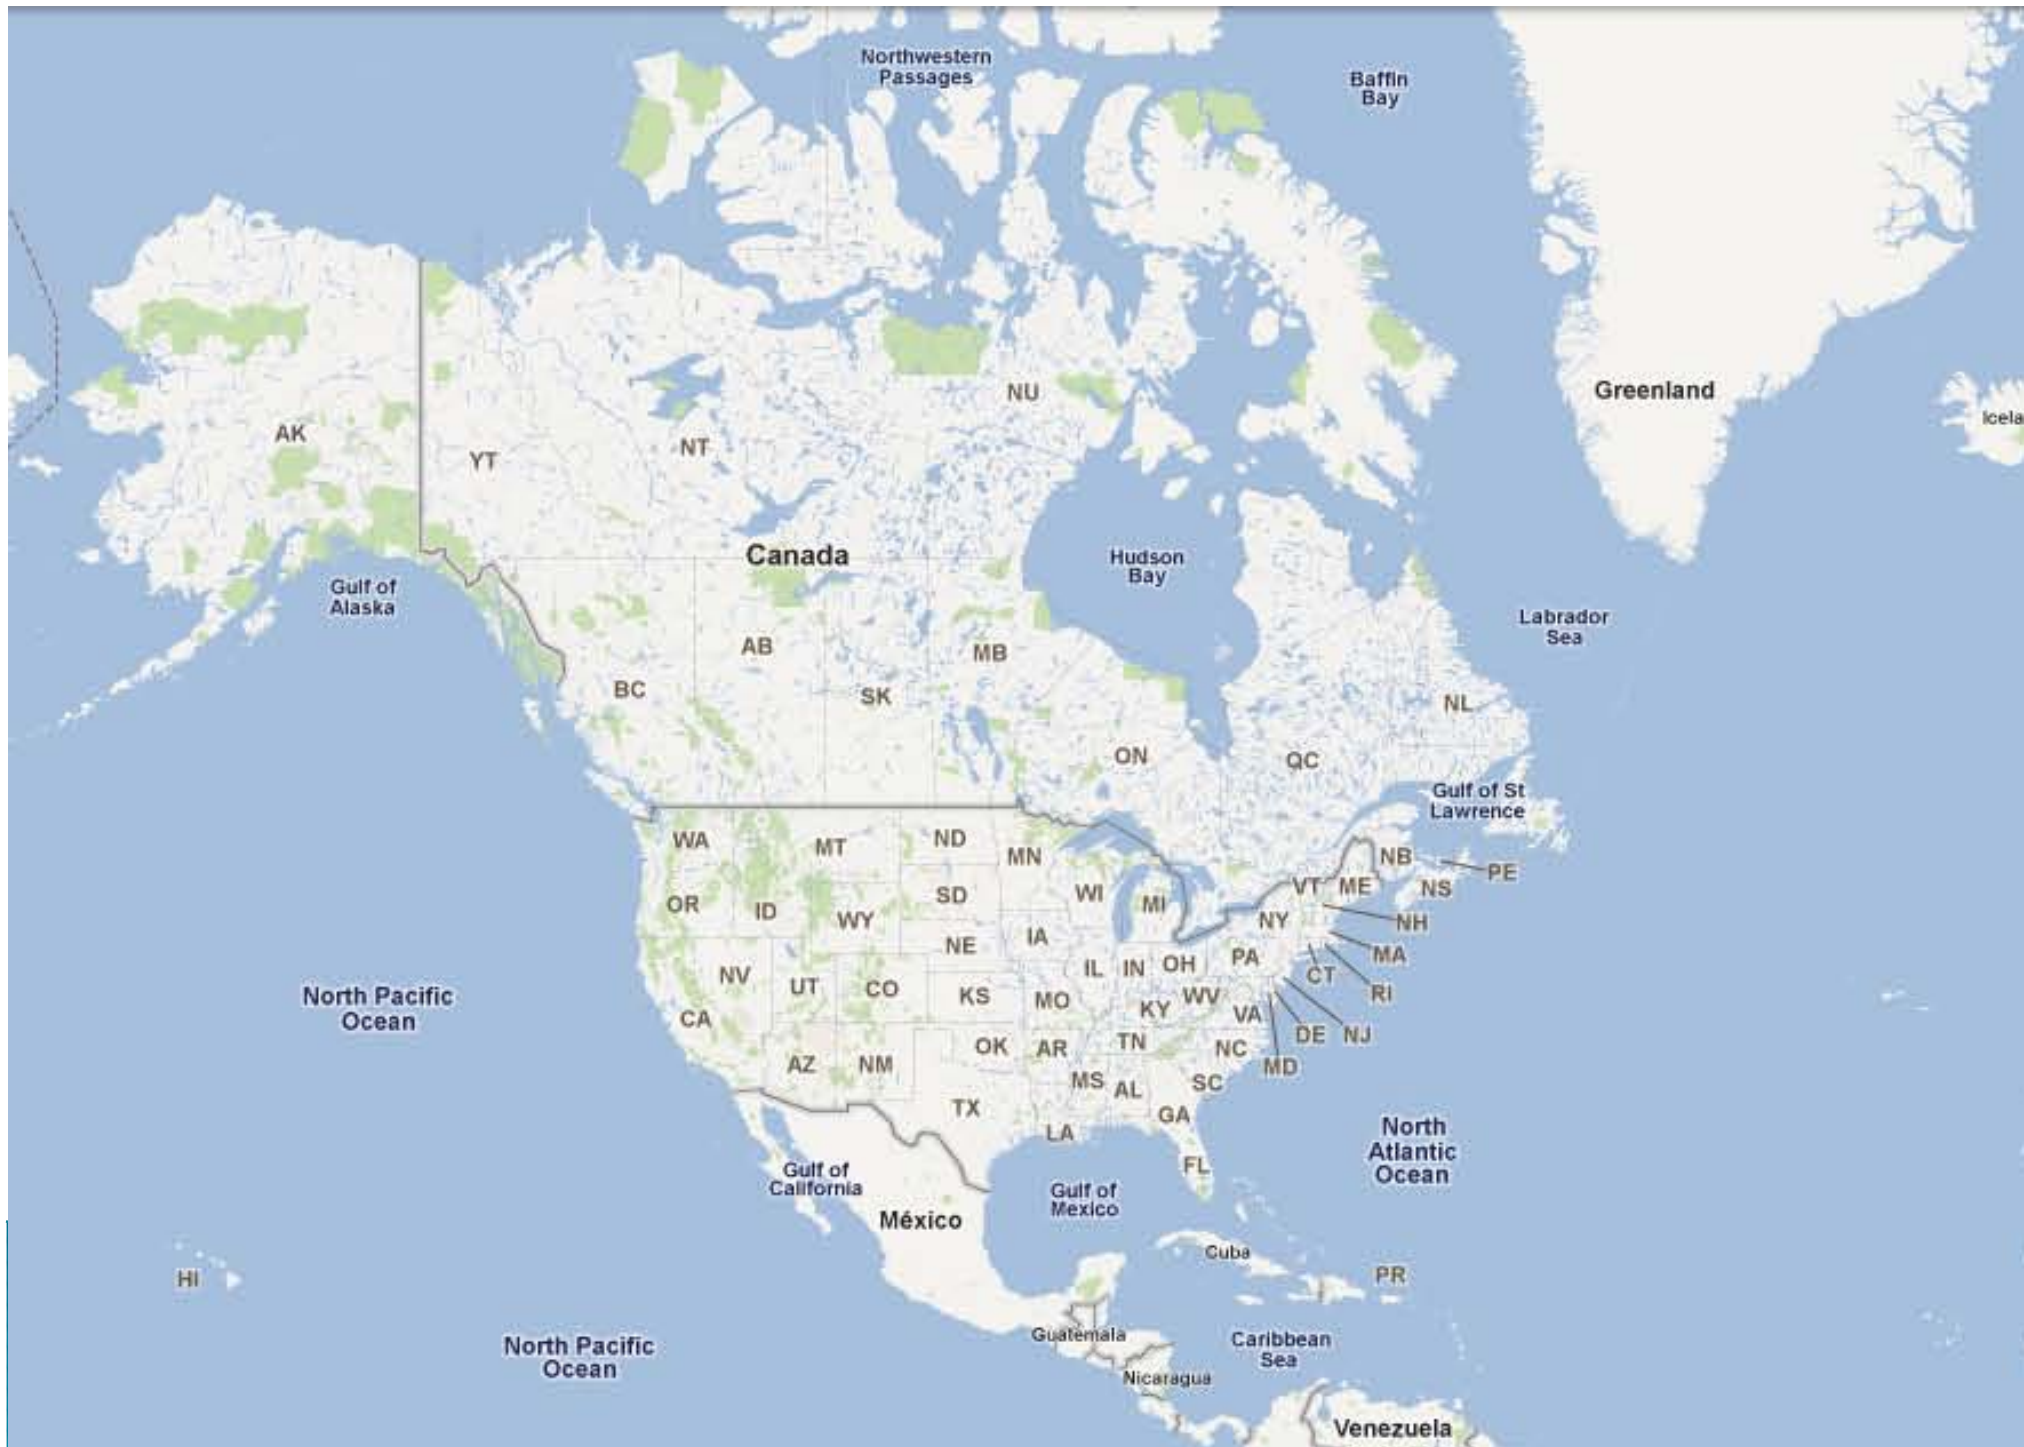 Northwestern
Passages
Baffin
Bay
Greenland
Icela
NU
AK
YT
NT
Canada
Hudson
Bay
Gulf of
Alaska
Labrador
Sea
AB
MB
BC
SK
NL
ON
QC
Gulf of St
Lawrence
WA
MT
ND
MN
NB
PE
OR
ID
WY
SD
WI
MI
VT
ME
NS
NY
NH
NE
IA
NV
UT
CO
KS
IL
IN
OH
PA
MA
CT
RI
North Pacific
Ocean
CA
MO
KY
WV
VA
DE
NJ
AZ
NM
OK
AR
TN
NC
MD
MS
AL
SC
TX
LA
GA
FL
North
Atlantic
Ocean
Gulf of
California
Gulf of
Mexico
México
Cuba
HI
PR
North Pacific
Ocean
Guatemala
Caribbean
Sea
Nicaragua
Venezuela